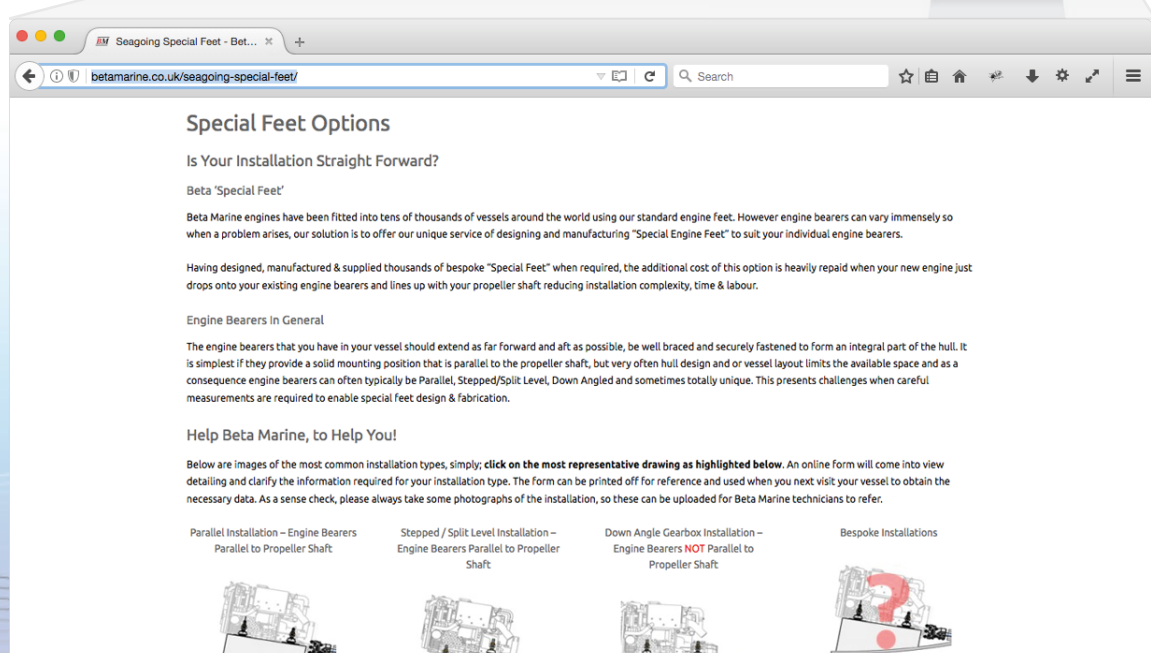 Seagoing Special Feet - Bet...
betamarine.co.uk/seagoing-special-feet/
Search
Special Feet Options
Is Your Installation Straight Forward?
Beta ‘Special Feet’
Beta Marine engines have been fitted into tens of thousands of vessels around the world using our standard engine feet. However engine bearers can vary immensely so
when a problem arises, our solution is to offer our unique service of designing and manufacturing “Special Engine Feet” to suit your individual engine bearers.
Having designed, manufactured & supplied thousands of bespoke “Special Feet” when required, the additional cost of this option is heavily repaid when your new engine just
drops onto your existing engine bearers and lines up with your propeller shaft reducing installation complexity, time & labour.
Engine Bearers In General
The engine bearers that you have in your vessel should extend as far forward and aft as possible, be well braced and securely fastened to form an integral part of the hull. It
is simplest if they provide a solid mounting position that is parallel to the propeller shaft, but very often hull design and or vessel layout limits the available space and as a
consequence engine bearers can often typically be Parallel, Stepped/Split Level, Down Angled and sometimes totally unique. This presents challenges when careful
measurements are required to enable special feet design & fabrication.
Help Beta Marine, to Help You!
Below are images of the most common installation types, simply; click on the most representative drawing as highlighted below. An online form will come into view
detailing and clarify the information required for your installation type. The form can be printed off for reference and used when you next visit your vessel to obtain the
necessary data. As a sense check, please always take some photographs of the installation, so these can be uploaded for Beta Marine technicians to refer.
Parallel Installation – Engine Bearers
Parallel to Propeller Shaft
Stepped / Split Level Installation –
Engine Bearers Parallel to Propeller
Shaft
Down Angle Gearbox Installation –
Engine Bearers NOT Parallel to
Propeller Shaft
Bespoke Installations
?